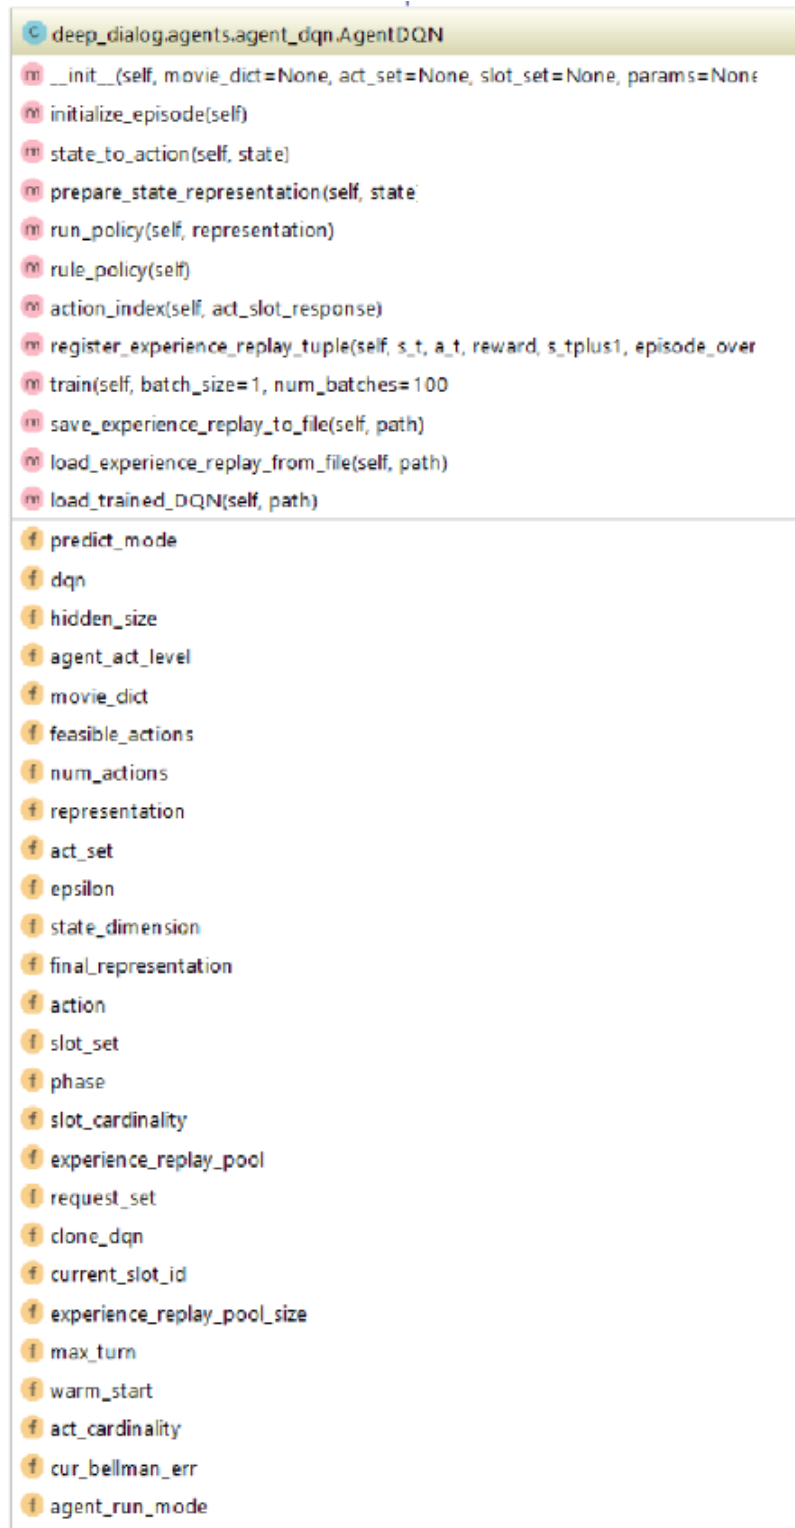 C deep_dialog.agents.agent_dqn.AgentDQN
m __init__(self, movie_dict=None, act_set=None, slot_set=None, params=None
m initialize_episode(self)
m state_to_action(self, state)
m prepare_state_representation(self, state
m run_policy(self, representation)
m rule_policy(self)
m action_index(self, act_slot_response)
m register_experience_replay_tuple(self, s_t, a_t, reward, s_tplus1, episode_over
m train(self, batch_size=1, num_batches=100
m save_experience_replay_to_file(self, path)
m load_experience_replay_from_file(self, path)
m load_trained_DQN(self, path)
f predict_mode
f dqn
f hidden_size
f agent_act_level
f movie_dict
f feasible_actions
f num_actions
f representation
f act_set
f epsilon
f state_dimension
f final_representation
f action
f slot_set
f phase
f slot_cardinality
f experience_replay_pool
f request_set
f clone_dqn
f current_slot_id
f experience_replay_pool_size
f max_turn
f warm_start
f act_cardinality
f cur_bellman_err
f agent_run_mode